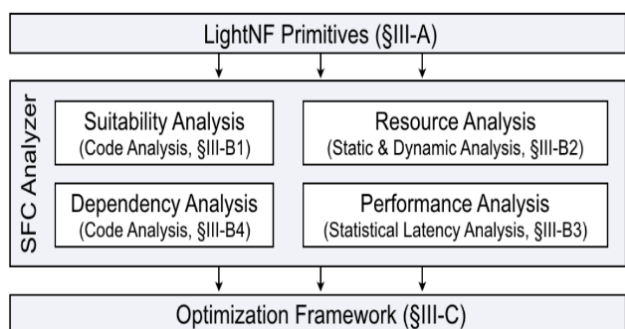 LightNF Primitives (§III-A)
SFC Analyzer
Suitability Analysis
(Code Analysis, §III-B1)
Resource Analysis
(Static & Dynamic Analysis, §III-B2)
Dependency Analysis
(Code Analysis, §III-B4)
Performance Analysis
(Statistical Latency Analysis, §III-B3)
Optimization Framework (§III-C)